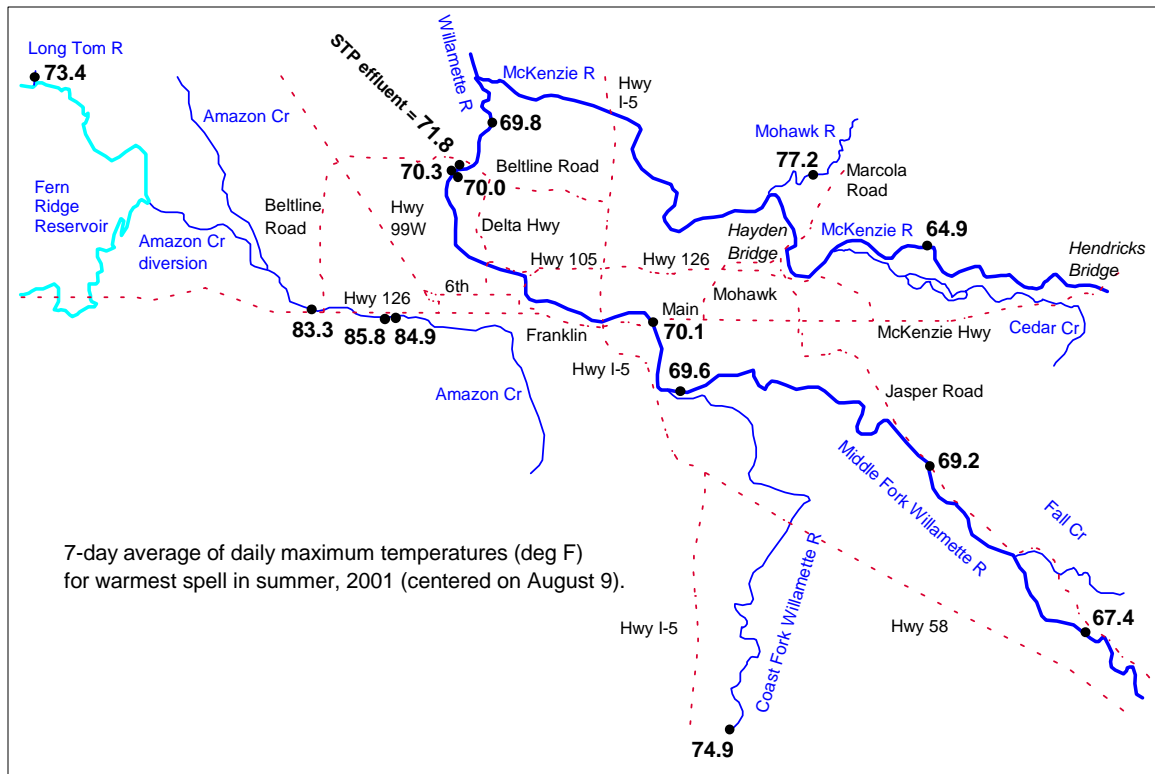 Long Tom R
73.4
Amazon Cr
STP effluent = 71.8
Willamette R
McKenzie R
Hwy
I-5
69.8
Mohawk R
77.2
Marcola
Road
70.3
70.0
Beltline Road
Fern
Ridge
Reservoir
Beltline
Road
Hwy
99W
Delta Hwy
Hayden
Bridge
McKenzie R
64.9
Hendricks
Bridge
Amazon Cr
diversion
Hwy 105
Hwy 126
6th
Hwy 126
Mohawk
Main
83.3
85.8
84.9
Franklin
70.1
McKenzie Hwy
Cedar Cr
Hwy I-5
69.6
Amazon Cr
Jasper Road
Middle Fork Willamette R
69.2
Fall Cr
7-day average of daily maximum temperatures (deg F)
for warmest spell in summer, 2001 (centered on August 9).
Coast Fork Willamette R
67.4
Hwy I-5
Hwy 58
74.9